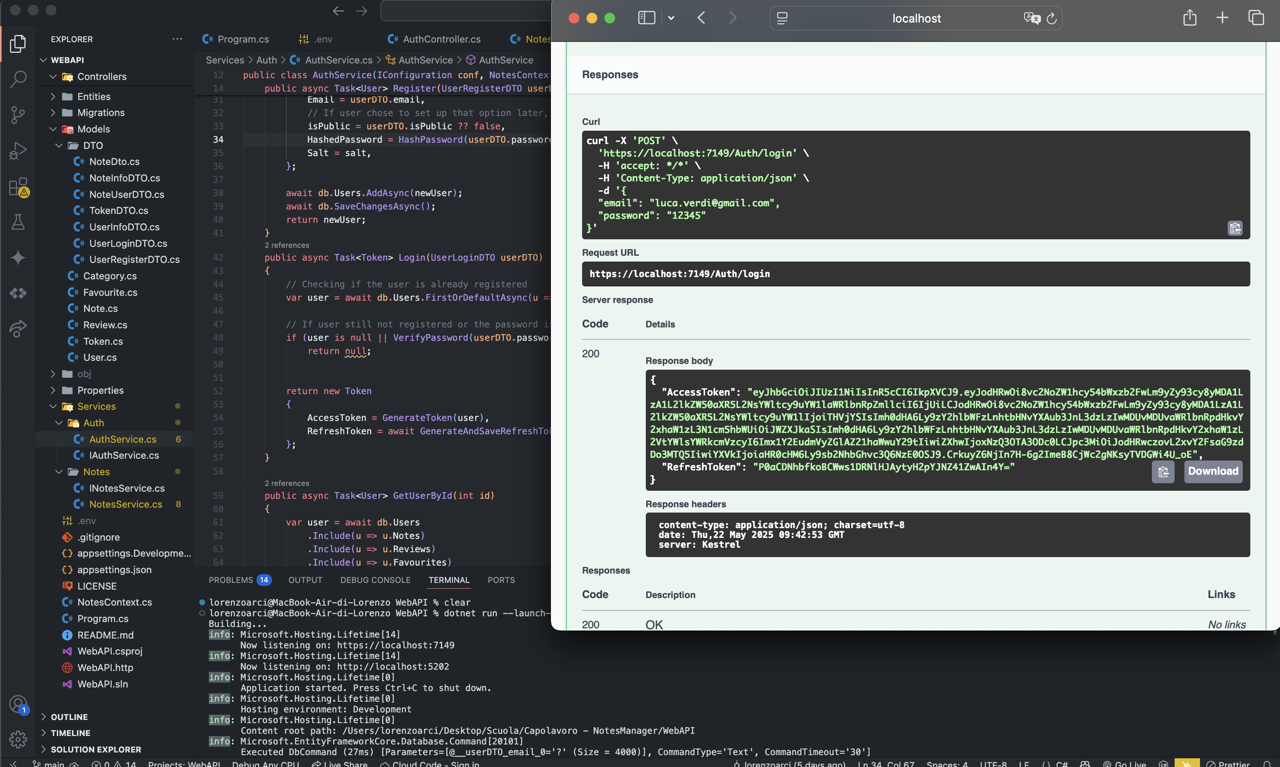 EXPLORER
WEBAPI
Controllers
Entities
Migrations
Models
DTO
NoteDto.cs
NoteInfoDTO.cs
NoteUserDTO.cs
TokenDTO.cs
UserInfoDTO.cs
UserLoginDTO.cs
UserRegisterDTO.cs
Category.cs
Favourite.cs
Note.cs
Review.cs
Token.cs
User.cs
obj
Properties
Services
Auth
AuthService.cs 6
IAuthService.cs
Notes
INotesService.cs
NotesService.cs 8
.env
.gitignore
appsettings.Developme...
appsettings.json
LICENSE
NotesContext.cs
Program.cs
README.md
WebAPI.csproj
WebAPI.http
WebAPI.sln
OUTLINE
TIMELINE
SOLUTION EXPLORER
Program.cs .env AuthController.cs Notes
Services > Auth > AuthService.cs > AuthService > AuthService
12 public class AuthService(IConfiguration conf, NotesContext
14 public async Task<User> Register(UserRegisterDTO userD
31 Email = userDTO.email,
32 // If user chose to set up that option later,
33 isPublic = userDTO.isPublic ?? false,
34 HashedPassword = HashPassword(userDTO.password
35 Salt = salt,
36 };
37
38 await db.Users.AddAsync(newUser);
39 await db.SaveChangesAsync();
40 return newUser;
41 }
2 references
42 public async Task<Token> Login(UserLoginDTO userDTO)
43 {
44 // Checking if the user is already registered
45 var user = await db.Users.FirstOrDefaultAsync(u =>
46
47 // If user still not registered or the password is
48 if (user is null || VerifyPassword(userDTO.passwo
49 return null;
50
51
52 return new Token
53 {
54 AccessToken = GenerateToken(user),
55 RefreshToken = await GenerateAndSaveRefreshT
56 };
57 }
58
2 references
59 public async Task<User> GetUserById(int id)
60 {
61 var user = await db.Users
62 .Include(u => u.Notes)
63 .Include(u => u.Reviews)
64 .Include(u => u.Favourites)
PROBLEMS 14 OUTPUT DEBUG CONSOLE TERMINAL PORTS
lorenzoarci@MacBook-Air-di-Lorenzo WebAPI % clear
lorenzoarci@MacBook-Air-di-Lorenzo WebAPI % dotnet run --launch-
Building...
info: Microsoft.Hosting.Lifetime[14]
Now listening on: https://localhost:7149
info: Microsoft.Hosting.Lifetime[14]
Now listening on: http://localhost:5202
info: Microsoft.Hosting.Lifetime[0]
Application started. Press Ctrl+C to shut down.
info: Microsoft.Hosting.Lifetime[0]
Hosting environment: Development
info: Microsoft.Hosting.Lifetime[0]
Content root path: /Users/lorenzoarci/Desktop/Scuola/Capolavoro - NotesManager/WebAPI
info: Microsoft.EntityFrameworkCore.Database.Command[20101]
Executed DbCommand (27ms) [Parameters=[@__userDTO_email_0='?' (Size = 4000)], CommandType='Text', CommandTimeout='30']
main 0 14 Projects: WebAPI Debug Any CPU Live Share Cloud Code - Sign in lorenzoarci (5 days ago) Ln 34, Col 67 Spaces: 4 UTF-8 LF C# Go Live Prettier
localhost
Responses
Curl
curl -X 'POST' \
'https://localhost:7149/Auth/login' \
-H 'accept: */*' \
-H 'Content-Type: application/json' \
-d '{
"email": "luca.verdi@gmail.com",
"password": "12345"
}'
Request URL
https://localhost:7149/Auth/login
Server response
Code Details
200
Response body
{
"AccessToken":
"RefreshToken":
}
Download
Response headers
content-type: application/json; charset=utf-8
date: Thu,22 May 2025 09:42:53 GMT
server: Kestrel
Responses
Code Description Links
200 OK No links